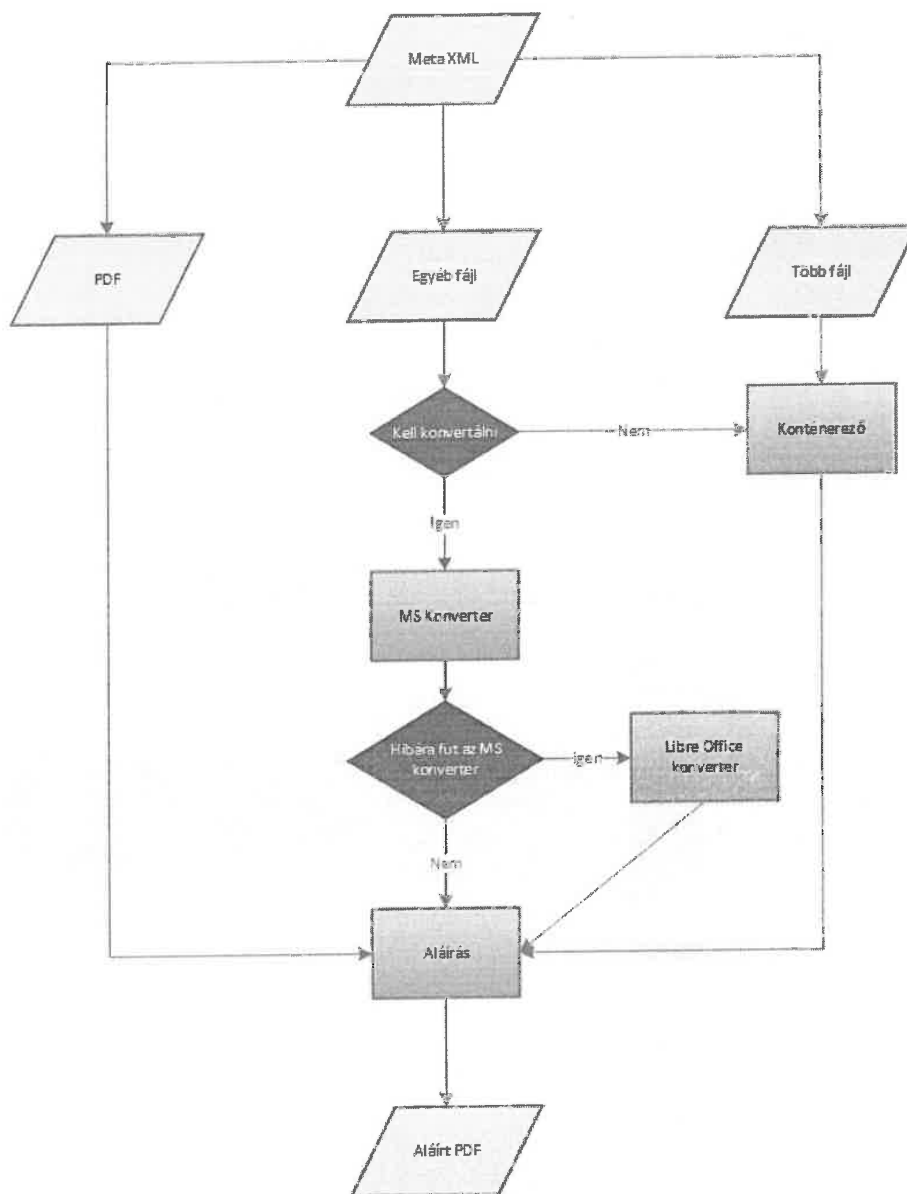 Meta XML
PDF
Egyéb fájl
Több fájl
Kell konvertálni
Nem
Konténerező
Igen
MS Konverter
Hibára fut az MS
konverter
igen
Libre Office
konverter
Nem
Aláírás
Aláírt PDF